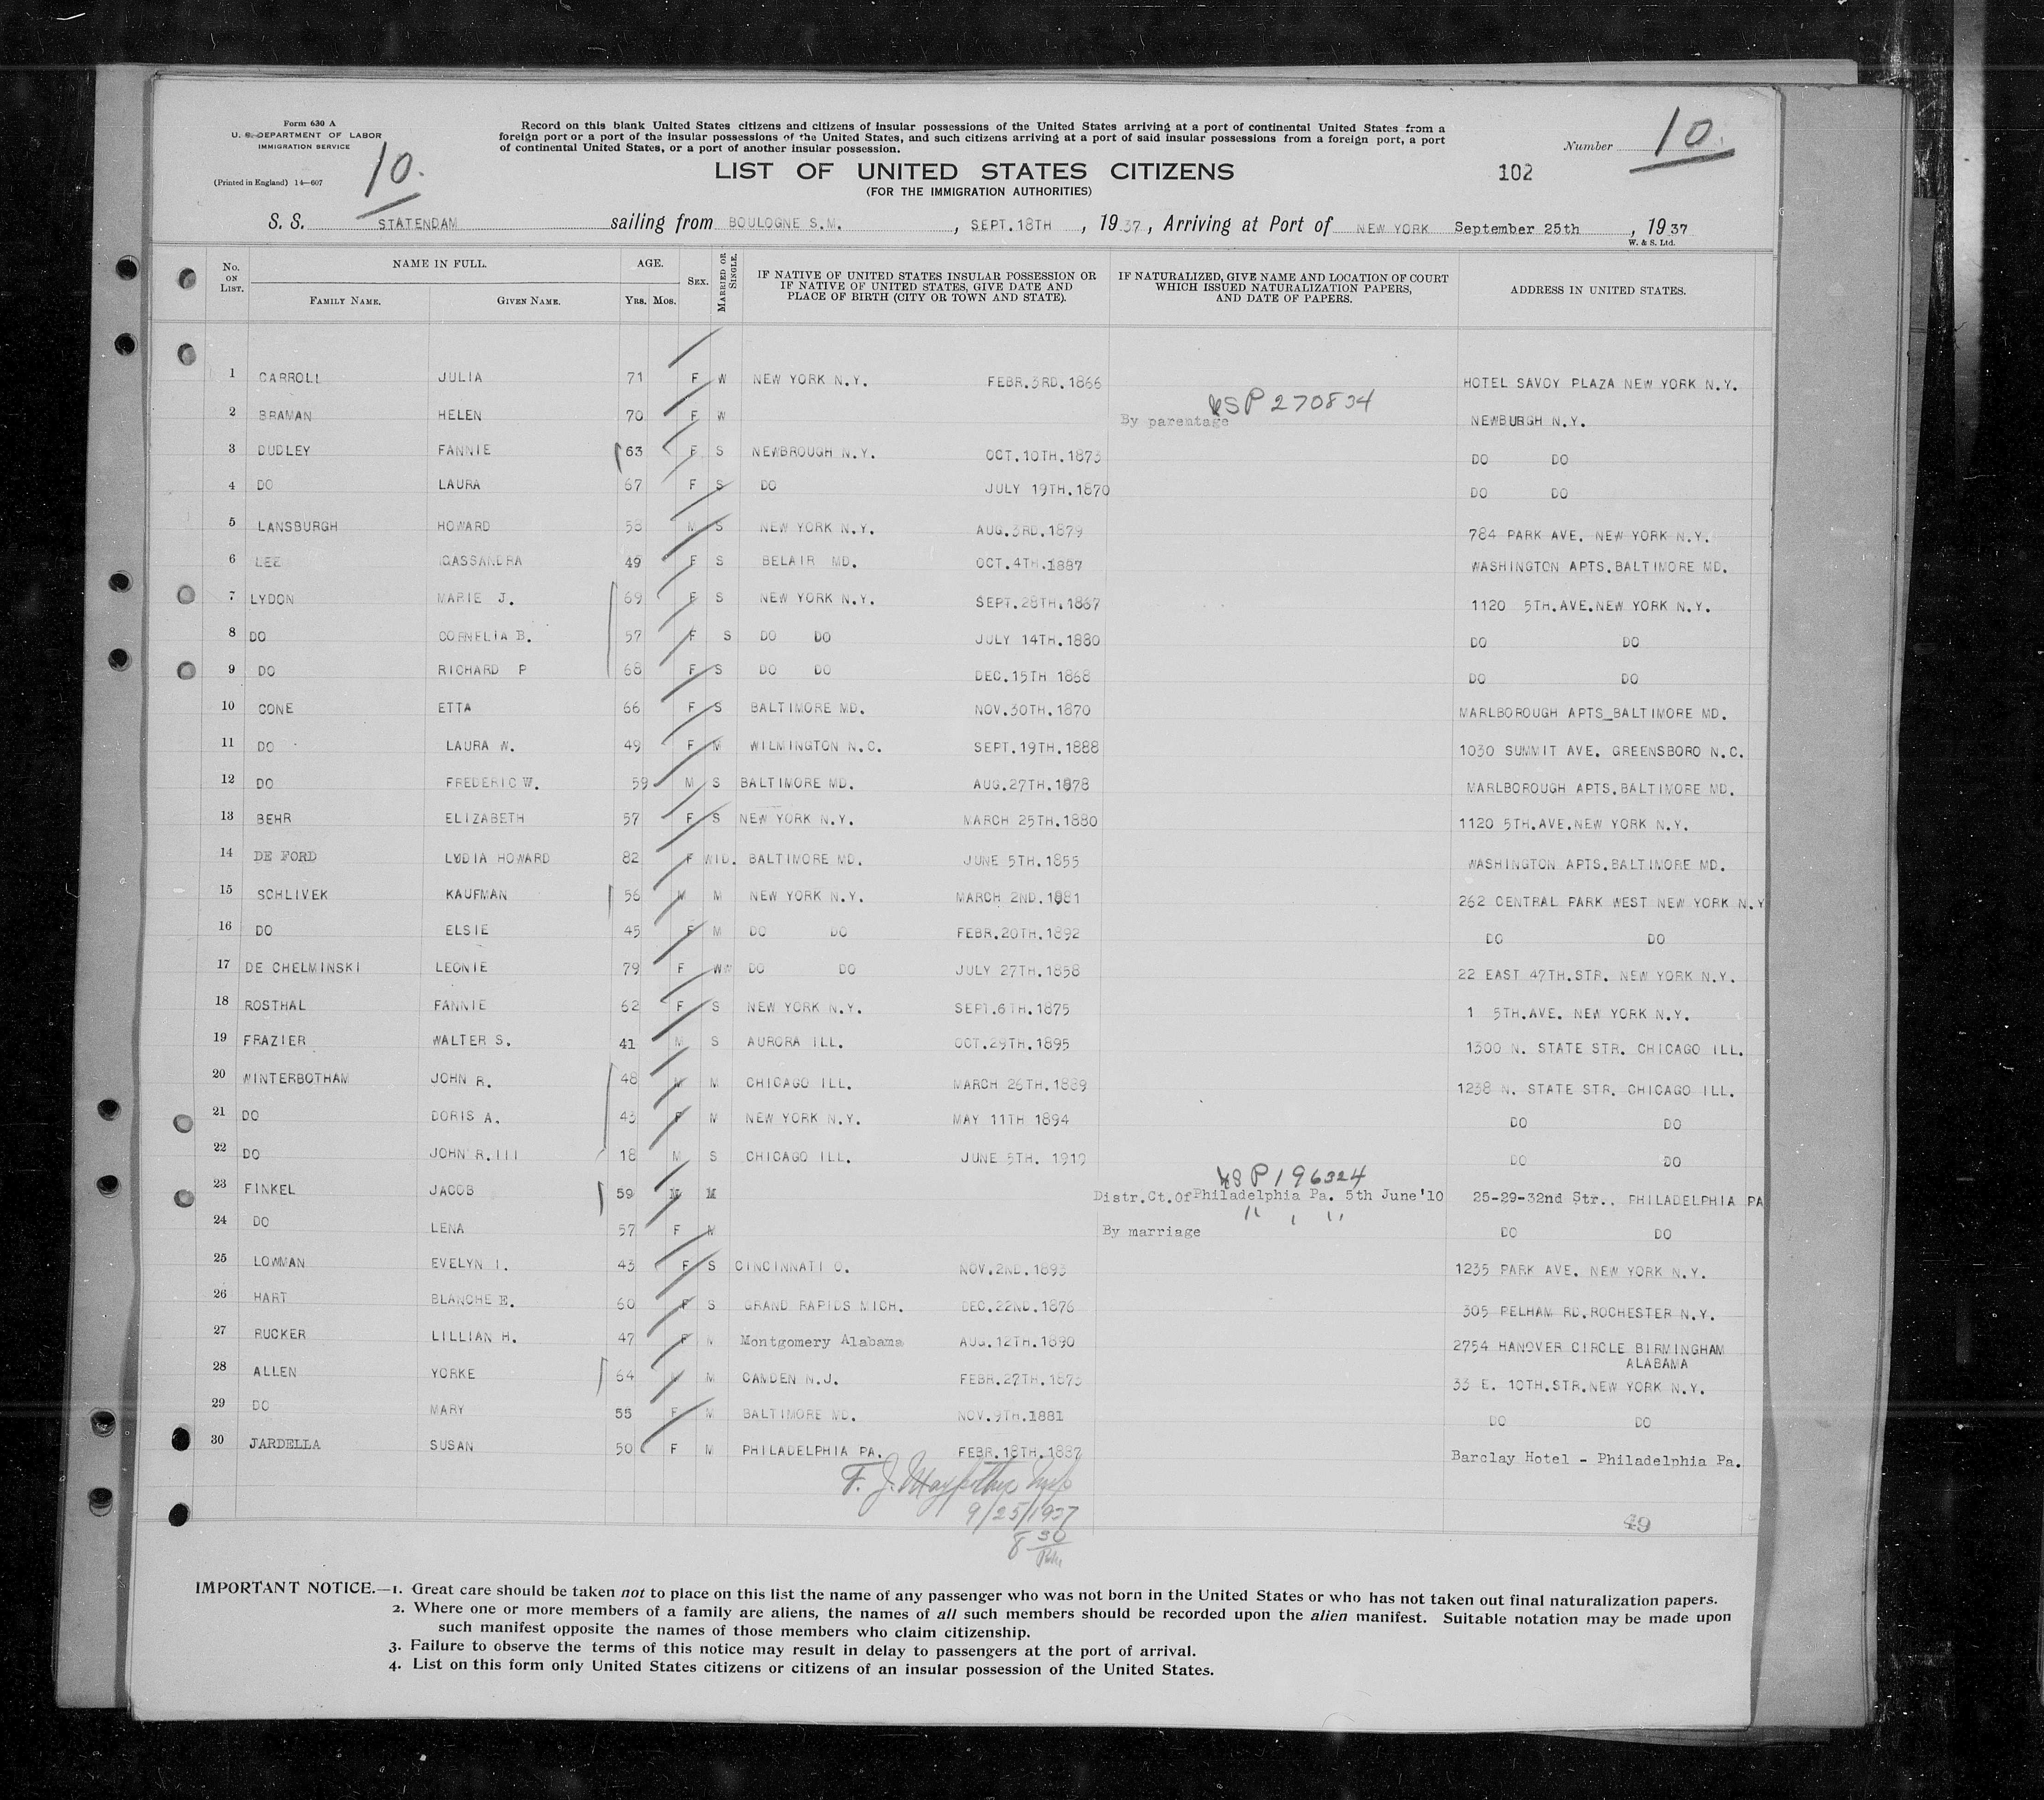 Form 630 A
U. S. DEPARTMENT OF LABOR
IMMIGRATION SERVICE
(Printed in England) 14—607
10.
Record on this blank United States citizens and citizens of insular possessions of the United States arriving at a port of continental United States from a
foreign port or a port of the insular possessions of the United States, and such citizens arriving at a port of said insular possessions from a foreign port, a port
of continental United States, or a port of another insular possession.
Number 10.
LIST OF UNITED STATES CITIZENS
102
(FOR THE IMMIGRATION AUTHORITIES)
S. S. STATENDAM sailing from BOULOGNE S.M. , SEPT.18TH , 19 37, Arriving at Port of NEW YORK September 25th , 19 37
W. & S. Ltd.
No. ON LIST. NAME IN FULL. FAMILY NAME. GIVEN NAME. AGE. YRS. MOS. SEX. MARRIED OR SINGLE. IF NATIVE OF UNITED STATES INSULAR POSSESSION OR IF NATIVE OF UNITED STATES, GIVE DATE AND PLACE OF BIRTH (CITY OR TOWN AND STATE). IF NATURALIZED, GIVE NAME AND LOCATION OF COURT WHICH ISSUED NATURALIZATION PAPERS, AND DATE OF PAPERS. ADDRESS IN UNITED STATES.
1 CARROLL JULIA 71 F W NEW YORK N.Y. FEBR.3RD.1866 HOTEL SAVOY PLAZA NEW YORK N.Y.
USP 270834
2 BRAMAN HELEN 70 F W By parentage NEWBURGH N.Y.
3 DUDLEY FANNIE 63 F S NEWBROUGH N.Y. OCT.10TH.1873 DO DO
4 DO LAURA 67 F S DO JULY 19TH.1870 DO DO
5 LANSBURGH HOWARD 58 M S NEW YORK N.Y. AUG.3RD.1879 784 PARK AVE. NEW YORK N.Y.
6 LEE CASSANDRA 49 F S BELAIR MD. OCT.4TH.1887 WASHINGTON APTS.BALTIMORE MD.
7 LYDON MARIE J. 69 F S NEW YORK N.Y. SEPT.28TH.1867 1120 5TH.AVE.NEW YORK N.Y.
8 DO CORNELIA B. 57 F S DO DO JULY 14TH.1880 DO DO
9 DO RICHARD P 68 F S DO DO DEC.15TH 1868 DO DO
10 CONE ETTA 66 F S BALTIMORE MD. NOV.30TH.1870 MARLBOROUGH APTS_BALTIMORE MD.
11 DO LAURA W. 49 F M WILMINGTON N.C. SEPT.19TH.1888 1030 SUMMIT AVE. GREENSBORO N.C.
12 DO FREDERIC W. 59 M S BALTIMORE MD. AUG.27TH.1878 MARLBOROUGH APTS.BALTIMORE MD.
13 BEHR ELIZABETH 57 F S NEW YORK N.Y. MARCH 25TH.1880 1120 5TH.AVE.NEW YORK N.Y.
14 DE FORD LYDIA HOWARD 82 F WID. BALTIMORE MD. JUNE 5TH.1855 WASHINGTON APTS.BALTIMORE MD.
15 SCHLIVEK KAUFMAN 56 M M NEW YORK N.Y. MARCH 2ND.1881 262 CENTRAL PARK WEST NEW YORK N.Y
16 DO ELSIE 45 F M DO DO FEBR.20TH.1892 DO DO
17 DE CHELMINSKI LEONIE 79 F WW DO DO JULY 27TH.1858 22 EAST 47TH.STR. NEW YORK N.Y.
18 ROSTHAL FANNIE 62 F S NEW YORK N.Y. SEPT.6TH.1875 1 5TH.AVE. NEW YORK N.Y.
19 FRAZIER WALTER S. 41 M S AURORA ILL. OCT.29TH.1895 1300 N. STATE STR. CHICAGO ILL.
20 WINTERBOTHAM JOHN R. 48 M M CHICAGO ILL. MARCH 26TH.1889 1238 N. STATE STR. CHICAGO ILL.
21 DO DORIS A. 43 F M NEW YORK N.Y. MAY 11TH 1894 DO DO
22 DO JOHN R.III 18 M S CHICAGO ILL. JUNE 5TH. 1919 DO DO
USP 196324
23 FINKEL JACOB 59 M M Distr.Ct.OfPhiladelphia Pa. 5th June'10 25-29-32nd Str.. PHILADELPHIA PA
24 DO LENA 57 F M By marriage " " " DO DO
25 LOWMAN EVELYN I. 43 F S CINCINNATI O. NOV.2ND.1893 1235 PARK AVE. NEW YORK N.Y.
26 HART BLANCHE E. 60 F S GRAND RAPIDS MICH. DEC.22ND.1876 305 PELHAM RD.ROCHESTER N.Y.
27 RUCKER LILLIAN H. 47 F M Montgomery Alabama AUG.12TH.1890 2754 HANOVER CIRCLE BIRMINGHAM
ALABAMA
28 ALLEN YORKE 64 M M CAMDEN N.J. FEBR.27TH.1873 33 E. 10TH.STR.NEW YORK N.Y.
29 DO MARY 55 F M BALTIMORE MD. NOV.9TH.1881 DO DO
30 JARDELLA SUSAN 50 F M PHILADELPHIA PA. FEBR.18TH.1887 Barclay Hotel - Philadelphia Pa.
F. J.
9/25/1937
8 30 PM
49
IMPORTANT NOTICE.—1. Great care should be taken not to place on this list the name of any passenger who was not born in the United States or who has not taken out final naturalization papers.
2. Where one or more members of a family are aliens, the names of all such members should be recorded upon the alien manifest. Suitable notation may be made upon
such manifest opposite the names of those members who claim citizenship.
3. Failure to observe the terms of this notice may result in delay to passengers at the port of arrival.
4. List on this form only United States citizens or citizens of an insular possession of the United States.